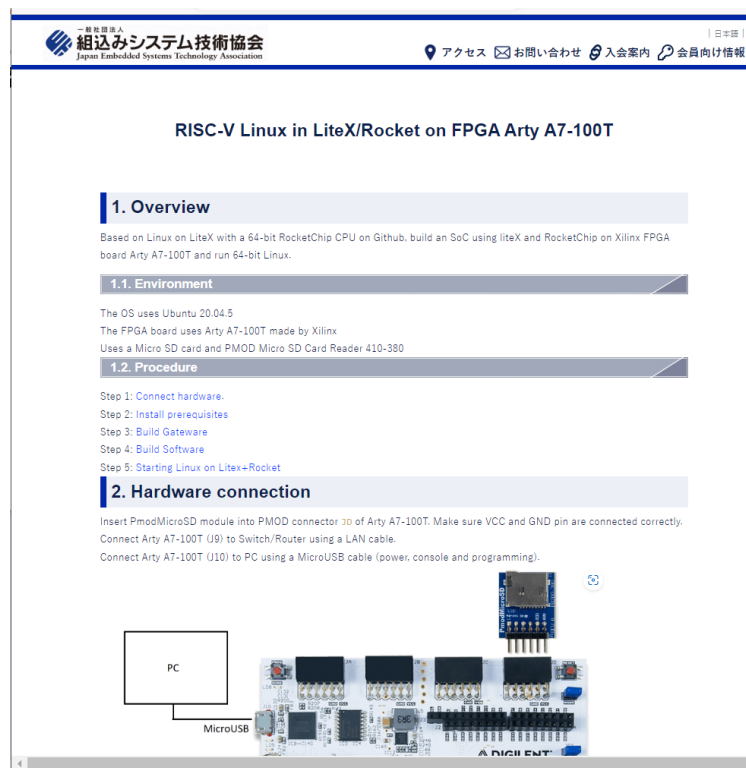 一般社団法人
組込みシステム技術協会
Japan Embedded Systems Technology Association
| 日本語 |
アクセス お問い合わせ 入会案内 会員向け情報
RISC-V Linux in LiteX/Rocket on FPGA Arty A7-100T
1. Overview
Based on Linux on LiteX with a 64-bit RocketChip CPU on Github, build an SoC using liteX and RocketChip on Xilinx FPGA
board Arty A7-100T and run 64-bit Linux.
1.1. Environment
The OS uses Ubuntu 20.04.5
The FPGA board uses Arty A7-100T made by Xilinx
Uses a Micro SD card and PMOD Micro SD Card Reader 410-380
1.2. Procedure
Step 1: Connect hardware.
Step 2: Install prerequisites
Step 3: Build Gateware
Step 4: Build Software
Step 5: Starting Linux on Litex+Rocket
2. Hardware connection
Insert PmodMicroSD module into PMOD connector JD of Arty A7-100T. Make sure VCC and GND pin are connected correctly.
Connect Arty A7-100T (J9) to Switch/Router using a LAN cable.
Connect Arty A7-100T (J10) to PC using a MicroUSB cable (power, console and programming).
PmodMicroSD
PC
MicroUSB
DIGILENT